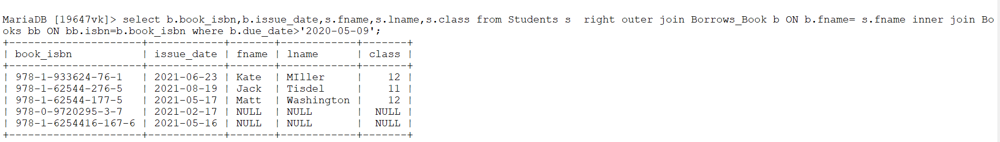 MariaDB [19647vk]> select b.book_isbn,b.issue_date,s.fname,s.lname,s.class from Students s  right outer join Borrows_Book b ON b.fname= s.fname inner join Bo
oks bb ON bb.isbn=b.book_isbn where b.due_date>'2020-05-09';
+---------------------+------------+-------+------------+-------+
| book_isbn           | issue_date | fname | lname      | class |
+---------------------+------------+-------+------------+-------+
| 978-1-933624-76-1   | 2021-06-23 | Kate  | MIller     |    12 |
| 978-1-62544-276-5   | 2021-08-19 | Jack  | Tisdel     |    11 |
| 978-1-62544-177-5   | 2021-05-17 | Matt  | Washington |    12 |
| 978-0-9720295-3-7   | 2021-02-17 | NULL  | NULL       |  NULL |
| 978-1-6254416-167-6 | 2021-05-16 | NULL  | NULL       |  NULL |
+---------------------+------------+-------+------------+-------+